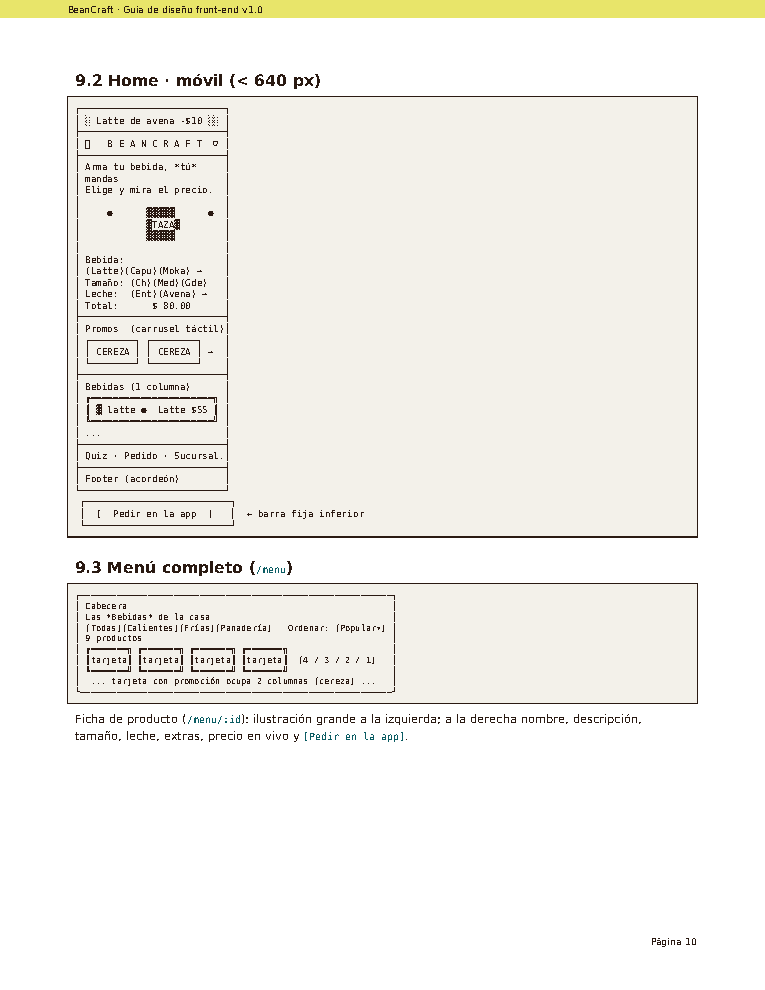 BeanCraft · Guía de diseño front-end v1.0
9.2 Home · móvil (< 640 px)
Latte de avena -$10
B E A N C R A F T
Arma tu bebida, *tú*
mandas
Elige y mira el precio.
TAZA
Bebida:
(Latte)(Capu)(Moka) →
Tamaño: (Ch)(Med)(Gde)
Leche: (Ent)(Avena) →
Total: $ 80.00
Promos (carrusel táctil)
CEREZA CEREZA →
Bebidas (1 columna)
latte ● Latte $55
...
Quiz · Pedido · Sucursal.
Footer (acordeón)
[ Pedir en la app ] ← barra fija inferior
9.3 Menú completo (/menu)
Cabecera
Las *Bebidas* de la casa
[Todas][Calientes][Frías][Panadería] Ordenar: [Popular▾]
9 productos
tarjeta tarjeta tarjeta tarjeta (4 / 3 / 2 / 1)
... tarjeta con promoción ocupa 2 columnas (cereza) ...
Ficha de producto (/menu/:id): ilustración grande a la izquierda; a la derecha nombre, descripción,
tamaño, leche, extras, precio en vivo y [Pedir en la app].
Página 10